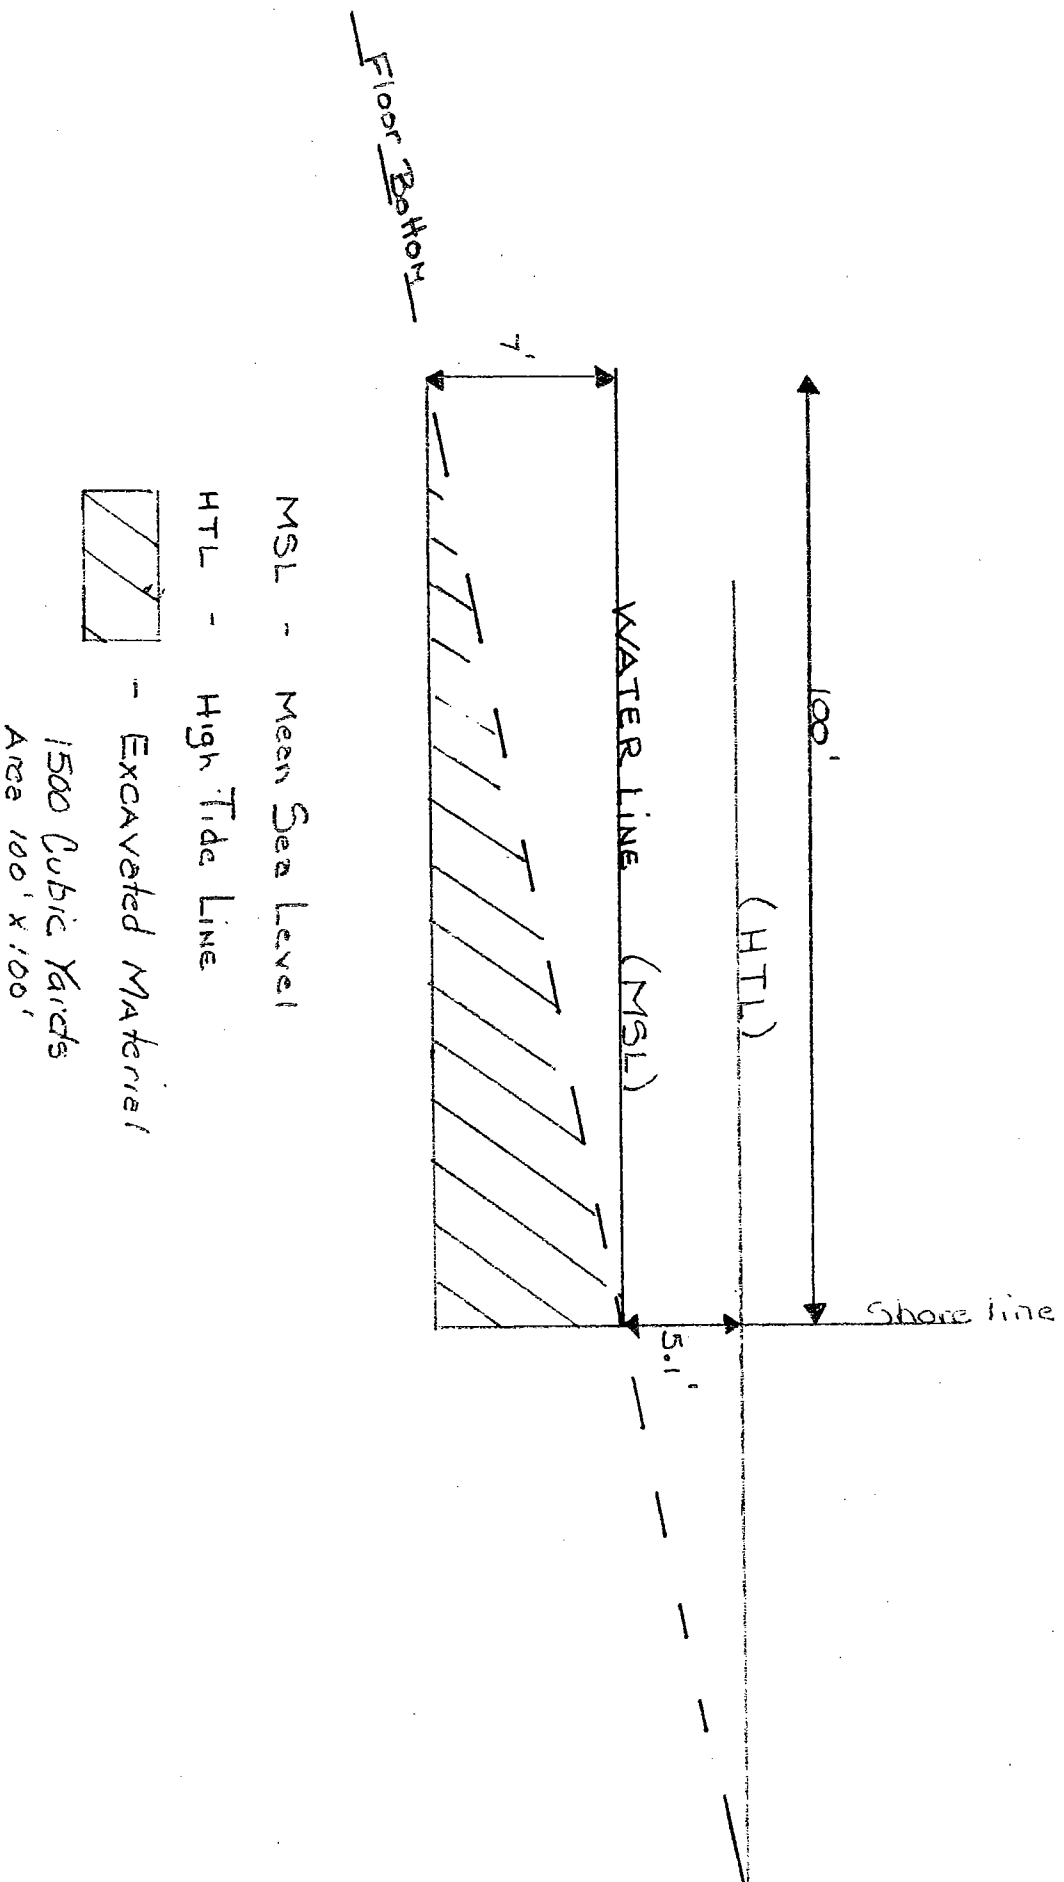 Shore line
100'
(HTL)
5.1'
WATER LINE (MSL)
7'
Floor Bottom
MSL - Mean Sea Level
HTL - High Tide Line
- Excavated Material
1500 Cubic Yards
Area 100' x 100'